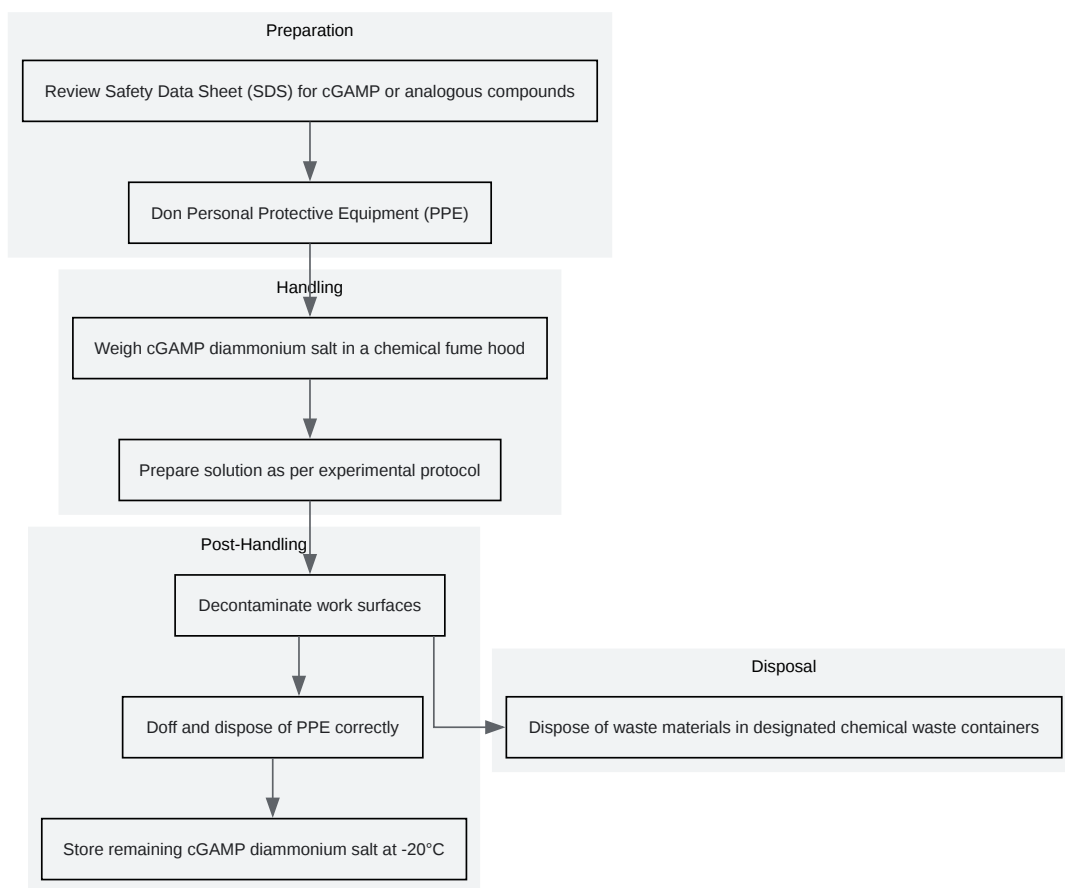 Preparation
Review Safety Data Sheet (SDS) for cGAMP or analogous compounds
Don Personal Protective Equipment (PPE)
Handling
Weigh cGAMP diammonium salt in a chemical fume hood
Prepare solution as per experimental protocol
Post-Handling
Decontaminate work surfaces
Doff and dispose of PPE correctly
Store remaining cGAMP diammonium salt at -20°C
Disposal
Dispose of waste materials in designated chemical waste containers